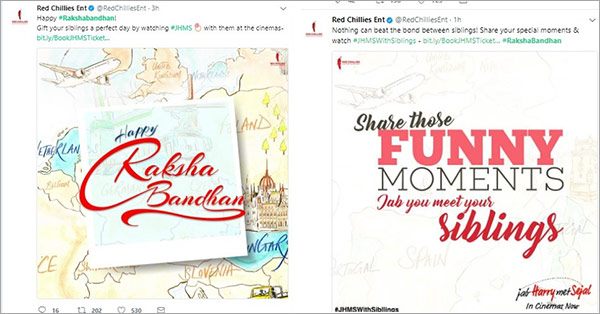 Red Chillies Ent @RedChilliesEnt · 3h
Happy #Rakshabandhan!
Gift your siblings a perfect day by watching #JHMS with them at the cinemas-
bit.ly/BookJHMSTicket...
Happy
Raksha
Bandhan
SLOVENIA
16 202 530
Red Chillies Ent @RedChilliesEnt · 1h
Nothing can beat the bond between siblings! Share your special moments &
watch #JHMSWithSiblings - bit.ly/BookJHMSTicket... #RakshaBandhan
Share those
FUNNY
MOMENTS
Jab you meet your
siblings
SPAIN
jab Harry met Sejal
In Cinemas Now
#JHMSWithSiblings